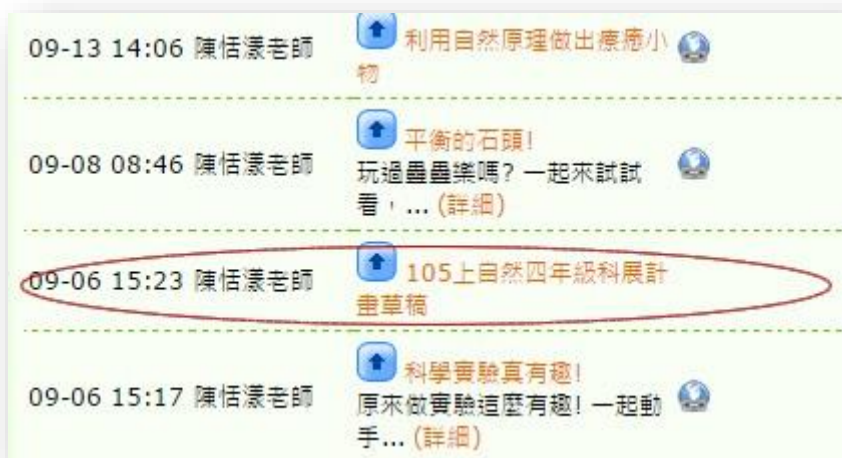 09-13 14:06 陳恬漾老師
利用自然原理做出療癒小
物
09-08 08:46 陳恬漾老師
平衡的石頭!
玩過疊疊樂嗎? 一起來試試
看，... (詳細)
09-06 15:23 陳恬漾老師
105上自然四年級科展計
畫草稿
09-06 15:17 陳恬漾老師
科學實驗真有趣!
原來做實驗這麼有趣! 一起動
手... (詳細)